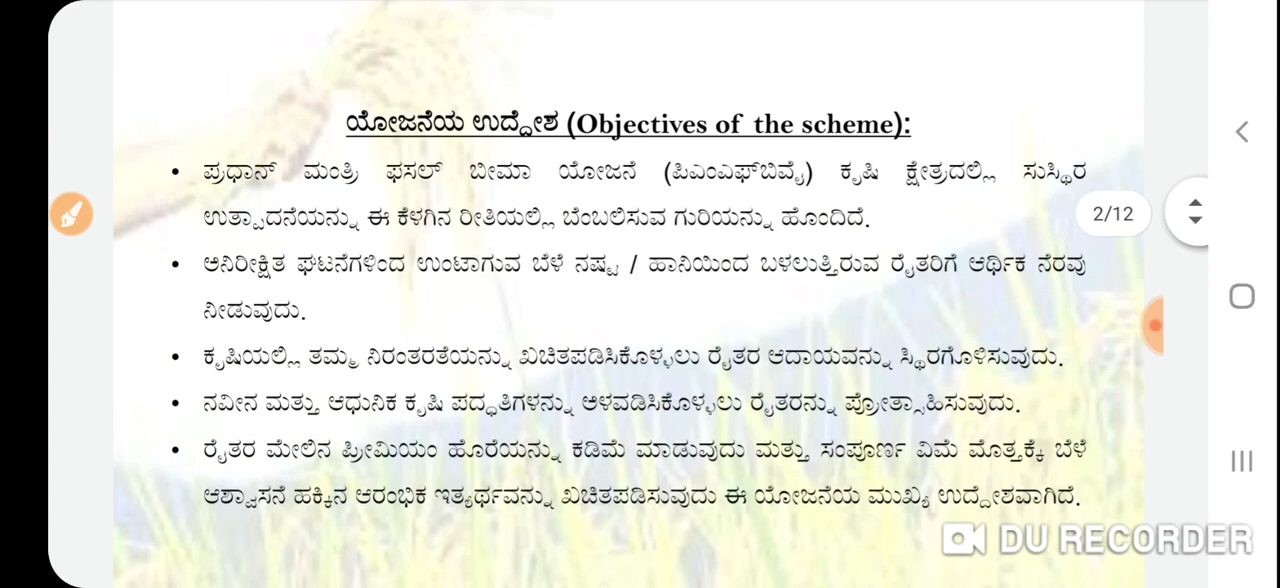 ಯೋಜನೆಯ ಉದ್ದೇಶ (Objectives of the scheme):
• ಪ್ರಧಾನ್ ಮಂತ್ರಿ ಫಸಲ್ ಬೀಮಾ ಯೋಜನೆ (ಪಿಎಂಎಫ್‌ಬಿವೈ) ಕೃಷಿ ಕ್ಷೇತ್ರದಲ್ಲಿ ಸುಸ್ಥಿರ
ಉತ್ಪಾದನೆಯನ್ನು ಈ ಕೆಳಗಿನ ರೀತಿಯಲ್ಲಿ ಬೆಂಬಲಿಸುವ ಗುರಿಯನ್ನು ಹೊಂದಿದೆ.
2/12
• ಅನಿರೀಕ್ಷಿತ ಘಟನೆಗಳಿಂದ ಉಂಟಾಗುವ ಬೆಳೆ ನಷ್ಟ / ಹಾನಿಯಿಂದ ಬಳಲುತ್ತಿರುವ ರೈತರಿಗೆ ಆರ್ಥಿಕ ನೆರವು
ನೀಡುವುದು.
• ಕೃಷಿಯಲ್ಲಿ ತಮ್ಮ ನಿರಂತರತೆಯನ್ನು ಖಚಿತಪಡಿಸಿಕೊಳ್ಳಲು ರೈತರ ಆದಾಯವನ್ನು ಸ್ಥಿರಗೊಳಿಸುವುದು.
• ನವೀನ ಮತ್ತು ಆಧುನಿಕ ಕೃಷಿ ಪದ್ಧತಿಗಳನ್ನು ಅಳವಡಿಸಿಕೊಳ್ಳಲು ರೈತರನ್ನು ಪ್ರೋತ್ಸಾಹಿಸುವುದು.
• ರೈತರ ಮೇಲಿನ ಪ್ರೀಮಿಯಂ ಹೊರೆಯನ್ನು ಕಡಿಮೆ ಮಾಡುವುದು ಮತ್ತು ಸಂಪೂರ್ಣ ವಿಮೆ ಮೊತ್ತಕ್ಕೆ ಬೆಳೆ
ಆಶ್ವಾಸನೆ ಹಕ್ಕಿನ ಆರಂಭಿಕ ಇತ್ಯರ್ಥವನ್ನು ಖಚಿತಪಡಿಸುವುದು ಈ ಯೋಜನೆಯ ಮುಖ್ಯ ಉದ್ದೇಶವಾಗಿದೆ.
DU RECORDER